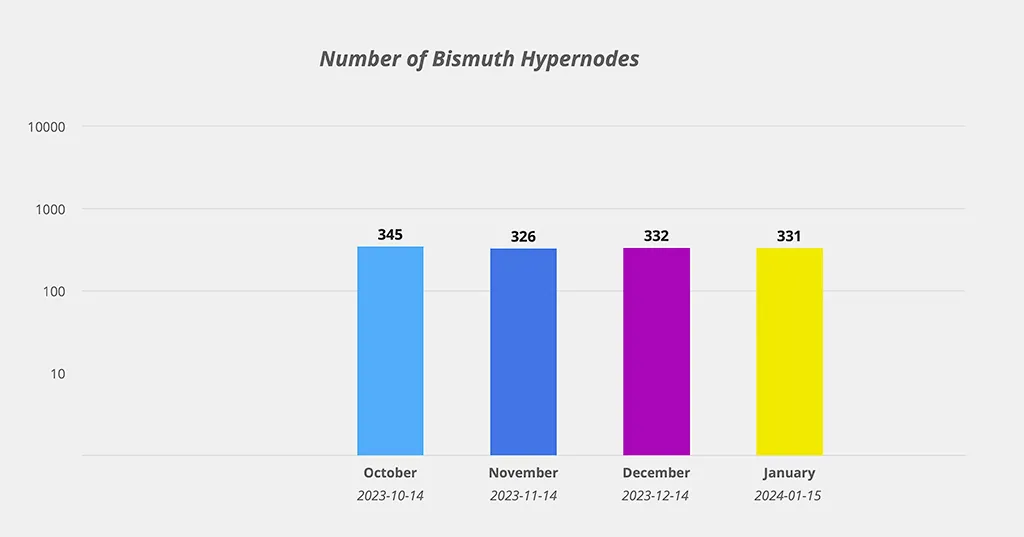 Number of Bismuth Hypernodes
10000
1000
100
10
345 326 332 331
October November December January
2023-10-14 2023-11-14 2023-12-14 2024-01-15